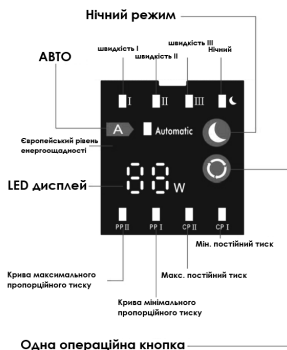 Нічний режим
швидкість III
швидкість I
Нічний
швидкість II
АВТО
I
II
III
A
Automatic
Європейський рівень
енергоощадності
LED дисплей
88
W
PP II
PP I
CP II
CP I
Мін. постійний тиск
Макс. постійний тиск
Крива максимального
пропорційного тиску
Крива мінімального
пропорційного тиску
Одна операційна кнопка